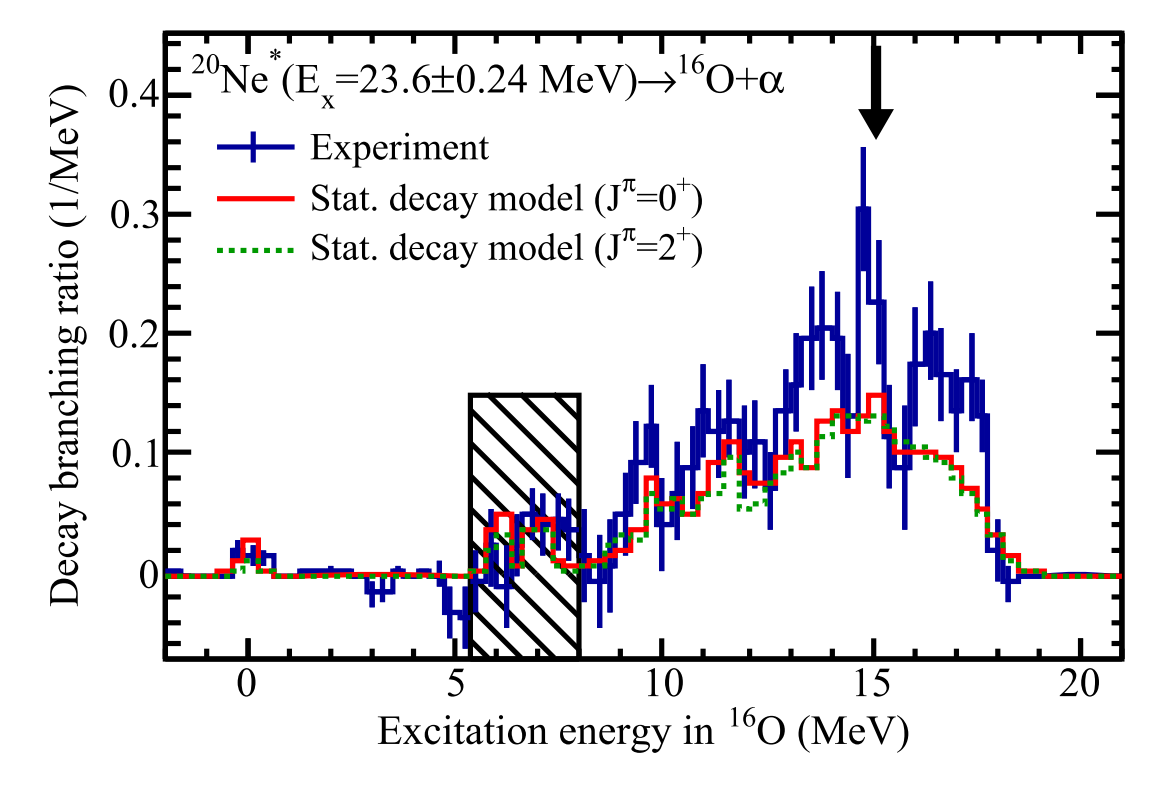 ²⁰Ne*(Eₓ=23.6±0.24 MeV)→¹⁶O+α
Experiment
Stat. decay model (Jᵖ=0⁺)
Stat. decay model (Jᵖ=2⁺)
Decay branching ratio (1/MeV)
0.4
0.3
0.2
0.1
0
0 5 10 15 20
Excitation energy in ¹⁶O (MeV)